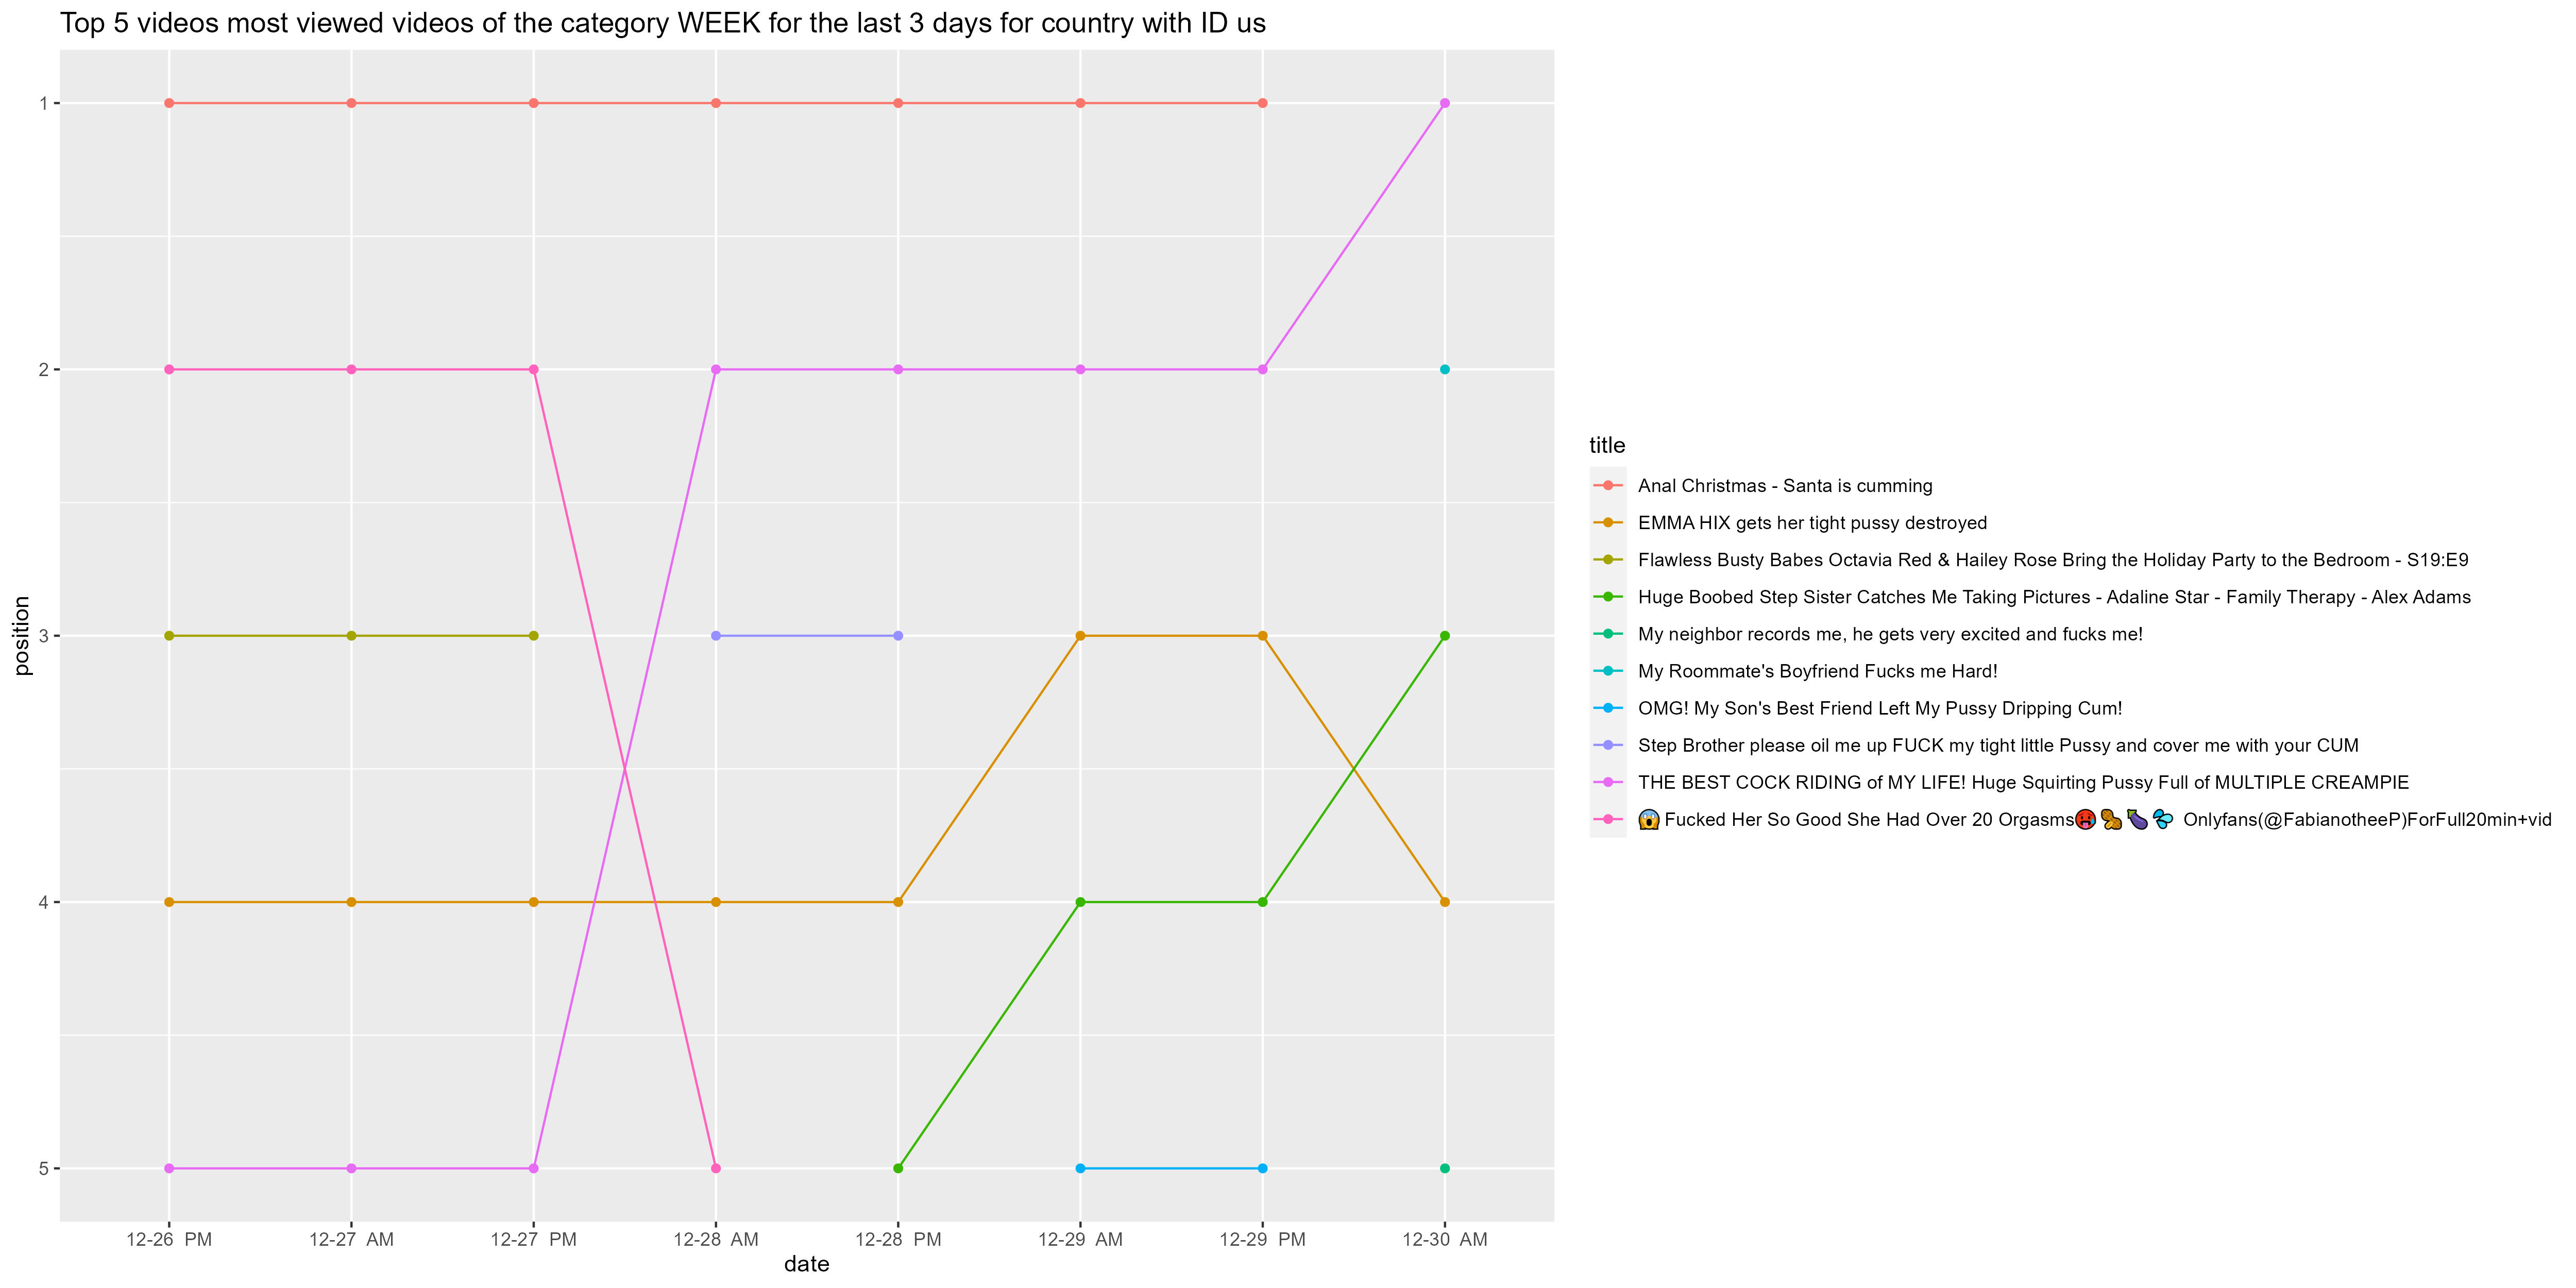 Top 5 videos most viewed videos of the category WEEK for the last 3 days for country with ID us
1
2
3
4
5
position
12-26 PM
12-27 AM
12-27 PM
12-28 AM
12-28 PM
12-29 AM
12-29 PM
12-30 AM
date
title
Anal Christmas - Santa is cumming
EMMA HIX gets her tight pussy destroyed
Flawless Busty Babes Octavia Red & Hailey Rose Bring the Holiday Party to the Bedroom - S19:E9
Huge Boobed Step Sister Catches Me Taking Pictures - Adaline Star - Family Therapy - Alex Adams
My neighbor records me, he gets very excited and fucks me!
My Roommate's Boyfriend Fucks me Hard!
OMG! My Son's Best Friend Left My Pussy Dripping Cum!
Step Brother please oil me up FUCK my tight little Pussy and cover me with your CUM
THE BEST COCK RIDING of MY LIFE! Huge Squirting Pussy Full of MULTIPLE CREAMPIE
😱 Fucked Her So Good She Had Over 20 Orgasms🥵🥜🍆💦 Onlyfans(@FabianotheeP)ForFull20min+vid